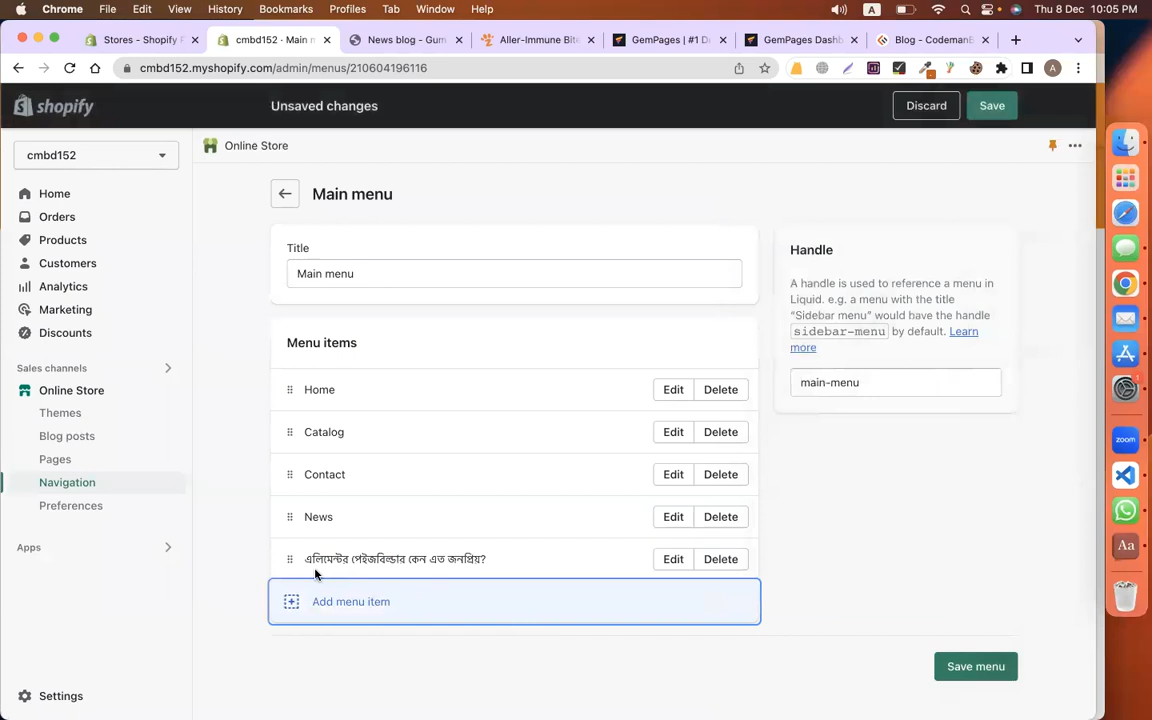 Chrome File Edit View History Bookmarks Profiles Tab Window Help A Thu 8 Dec 10:05 PM
Stores - Shopify P
cmbd152 · Main m
News blog - Gum
Aller-Immune Bite
GemPages | #1 D
GemPages Dashb
Blog - CodemanB
cmbd152.myshopify.com/admin/menus/210604196116
A
shopify
Unsaved changes
Discard
Save
cmbd152
Online Store
Home
Orders
Products
Customers
Analytics
Marketing
Discounts
Sales channels
Online Store
Themes
Blog posts
Pages
Navigation
Preferences
Apps
Settings
Main menu
Title
Main menu
Menu items
Home Edit Delete
Catalog Edit Delete
Contact Edit Delete
News Edit Delete
এলিমেন্টর পেইজবিল্ডার কেন এত জনপ্রিয়? Edit Delete
Add menu item
Handle
A handle is used to reference a menu in
Liquid. e.g. a menu with the title
“Sidebar menu” would have the handle
sidebar-menu by default. Learn
more
main-menu
Save menu
zoom
Aa